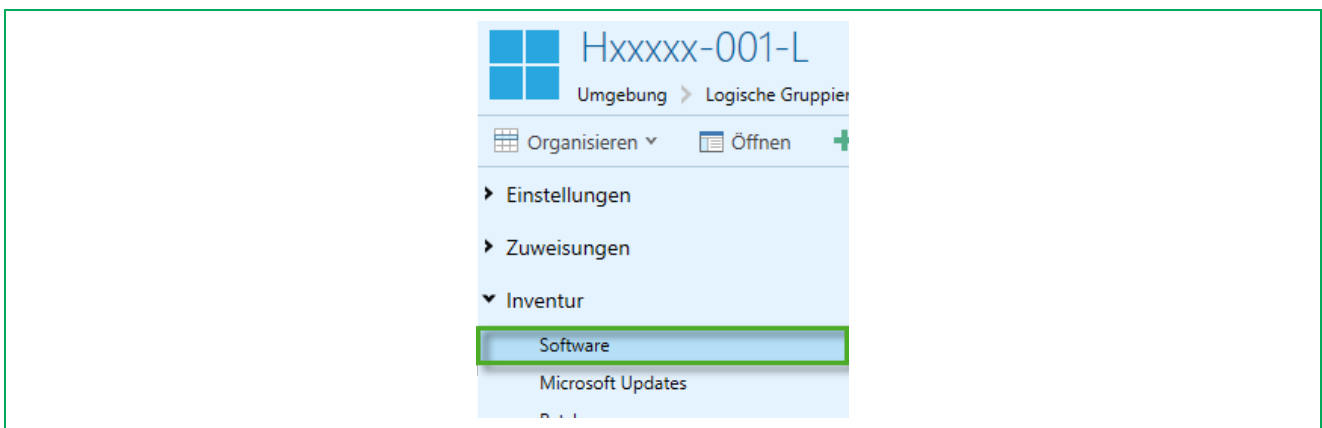 Hxxxxx-001-L
Umgebung > Logische Gruppier
Organisieren Öffnen
Einstellungen
Zuweisungen
Inventur
Software
Microsoft Updates